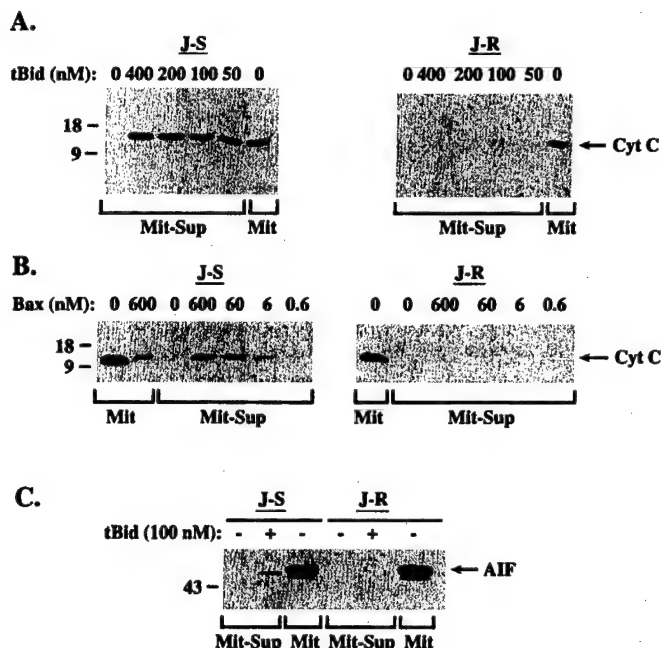 A.
J-S
J-R
tBid (nM): 0 400 200 100 50 0
0 400 200 100 50 0
18
9
Cyt C
Mit-Sup Mit
Mit-Sup Mit
B.
J-S
J-R
Bax (nM): 0 600 0 600 60 6 0.6
0 0 600 60 6 0.6
18
9
Cyt C
Mit Mit-Sup
Mit Mit-Sup
C.
J-S J-R
tBid (100 nM): - + - - + -
43
AIF
Mit-Sup Mit Mit-Sup Mit